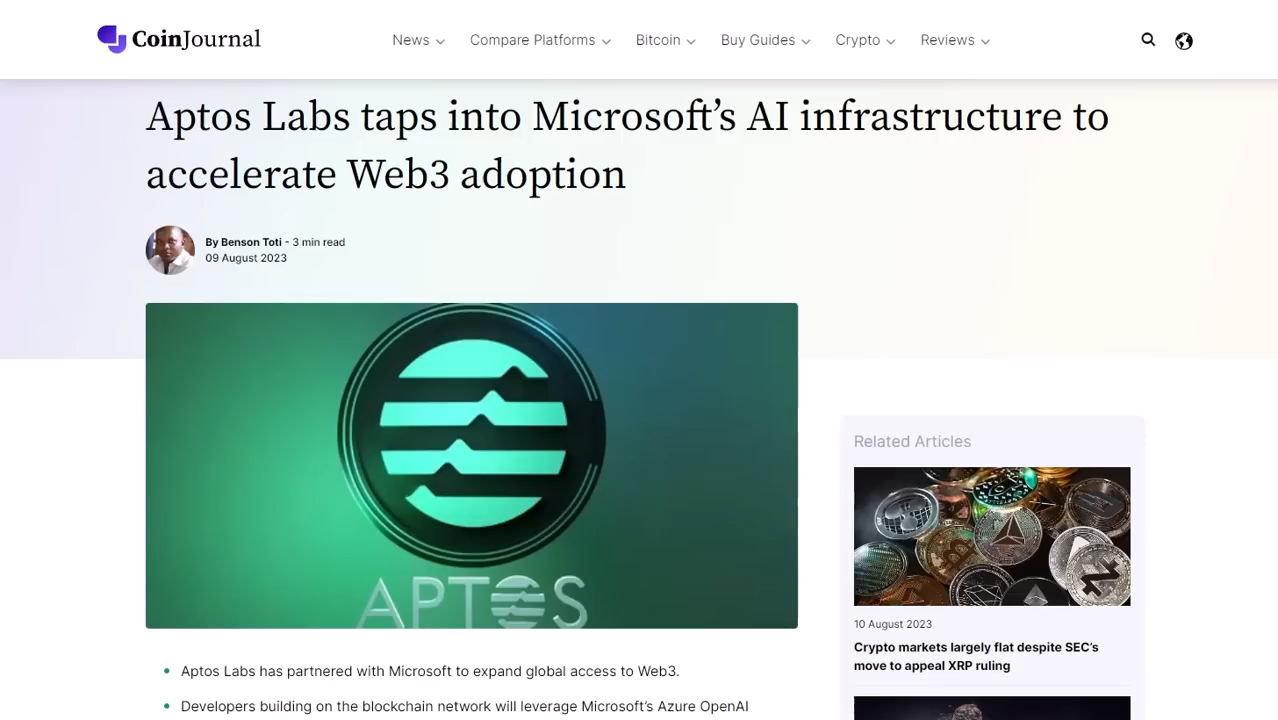 CoinJournal
News
Compare Platforms
Bitcoin
Buy Guides
Crypto
Reviews
Aptos Labs taps into Microsoft’s AI infrastructure to
accelerate Web3 adoption
By Benson Toti - 3 min read
09 August 2023
APTOS
Aptos Labs has partnered with Microsoft to expand global access to Web3.
Developers building on the blockchain network will leverage Microsoft’s Azure OpenAI
Related Articles
10 August 2023
Crypto markets largely flat despite SEC’s
move to appeal XRP ruling